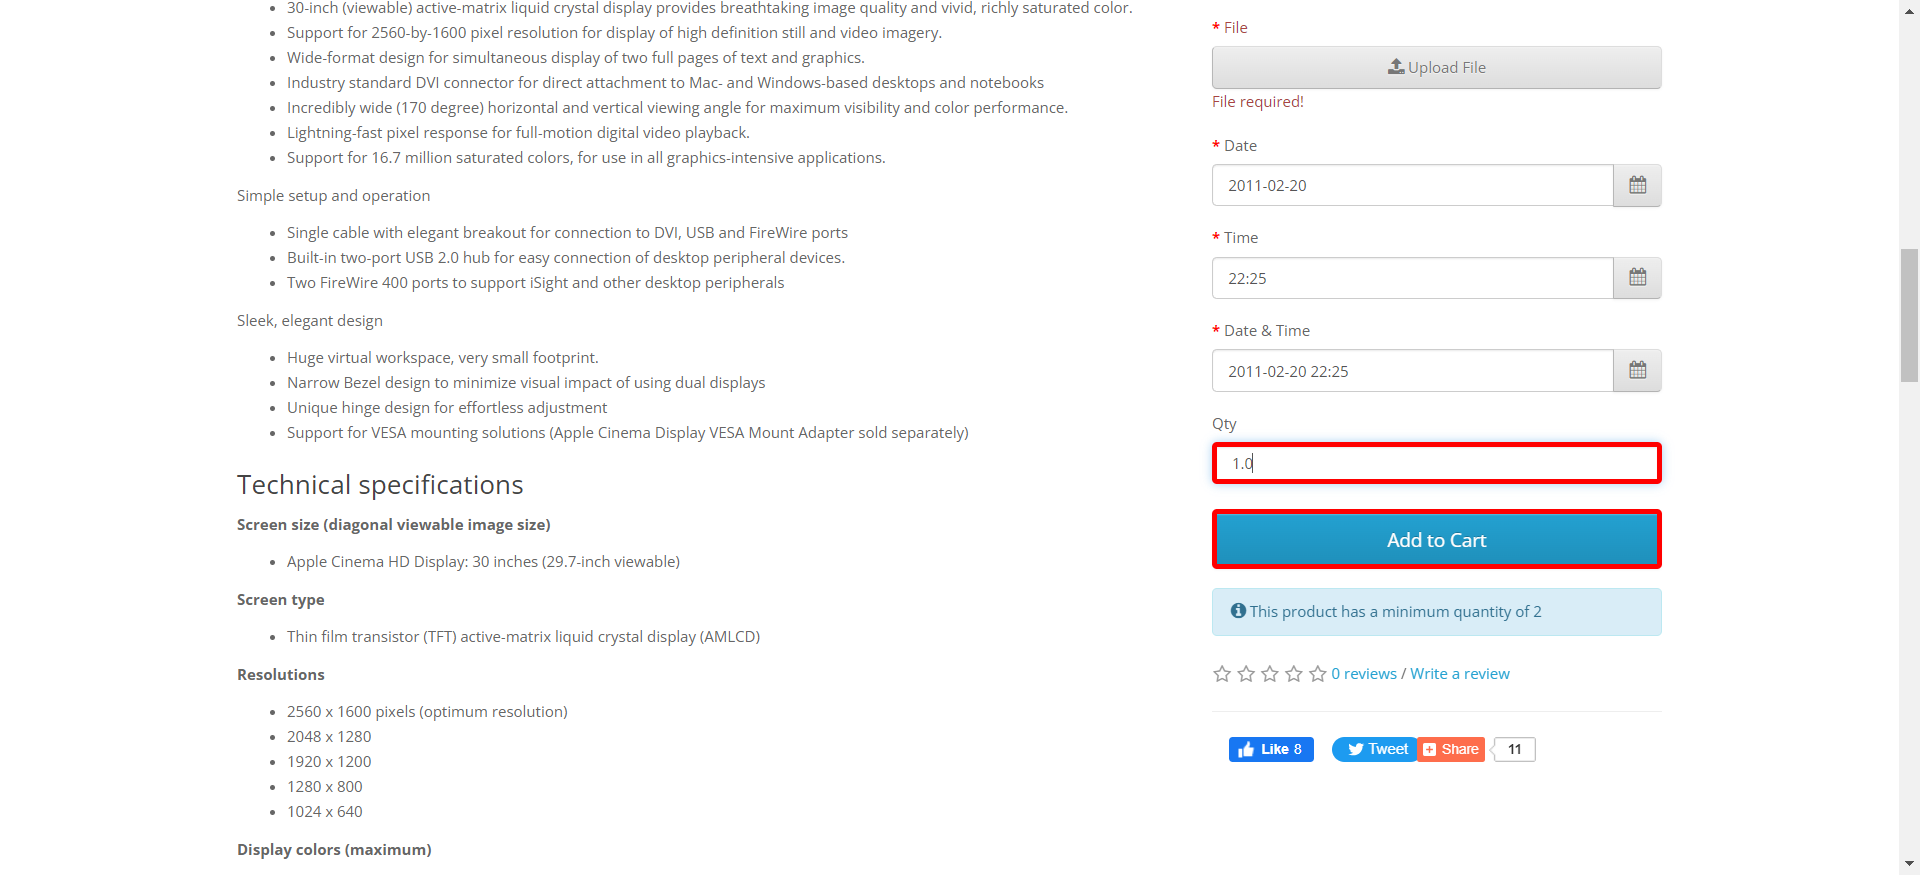 30-inch (viewable) active-matrix liquid crystal display provides breathtaking image quality and vivid, richly saturated color.
Support for 2560-by-1600 pixel resolution for display of high definition still and video imagery.
Wide-format design for simultaneous display of two full pages of text and graphics.
Industry standard DVI connector for direct attachment to Mac- and Windows-based desktops and notebooks
Incredibly wide (170 degree) horizontal and vertical viewing angle for maximum visibility and color performance.
Lightning-fast pixel response for full-motion digital video playback.
Support for 16.7 million saturated colors, for use in all graphics-intensive applications.
Simple setup and operation
Single cable with elegant breakout for connection to DVI, USB and FireWire ports
Built-in two-port USB 2.0 hub for easy connection of desktop peripheral devices.
Two FireWire 400 ports to support iSight and other desktop peripherals
Sleek, elegant design
Huge virtual workspace, very small footprint.
Narrow Bezel design to minimize visual impact of using dual displays
Unique hinge design for effortless adjustment
Support for VESA mounting solutions (Apple Cinema Display VESA Mount Adapter sold separately)
Technical specifications
Screen size (diagonal viewable image size)
Apple Cinema HD Display: 30 inches (29.7-inch viewable)
Screen type
Thin film transistor (TFT) active-matrix liquid crystal display (AMLCD)
Resolutions
2560 x 1600 pixels (optimum resolution)
2048 x 1280
1920 x 1200
1280 x 800
1024 x 640
Display colors (maximum)
* File
Upload File
File required!
* Date
2011-02-20
* Time
22:25
* Date & Time
2011-02-20 22:25
Qty
1.0
Add to Cart
This product has a minimum quantity of 2
0 reviews / Write a review
Like 8 Tweet Share 11